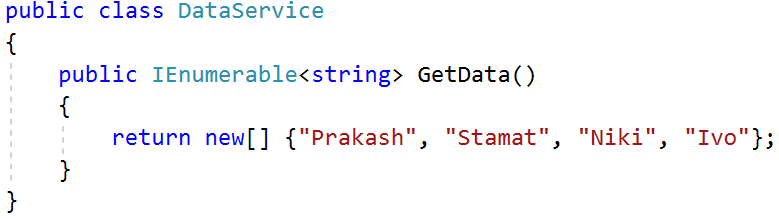 public class DataService
{
    public IEnumerable<string> GetData()
    {
        return new[] {"Prakash", "Stamat", "Niki", "Ivo"};
    }
}